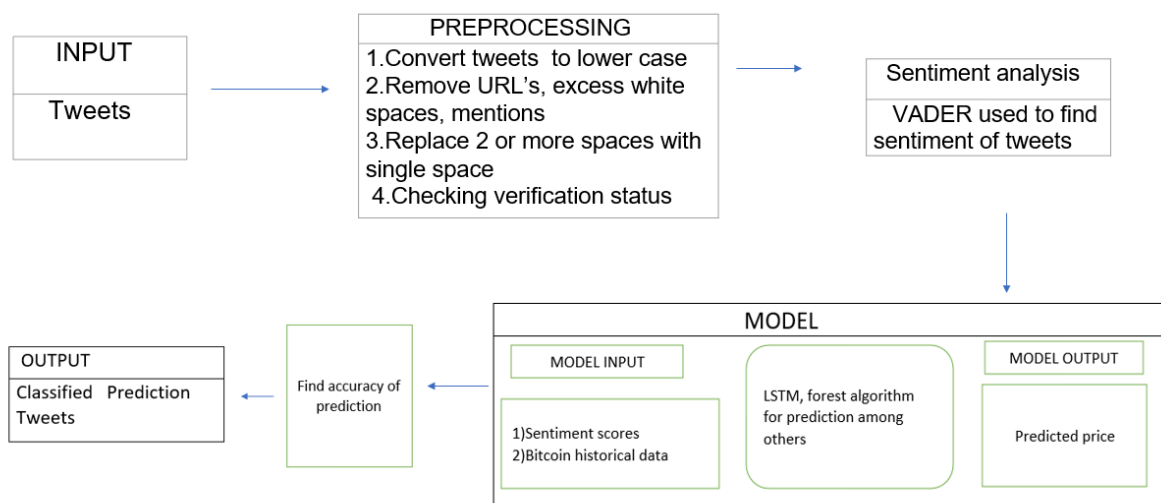 INPUT
Tweets
PREPROCESSING
1.Convert tweets to lower case
2.Remove URL’s, excess white
spaces, mentions
3.Replace 2 or more spaces with
single space
4.Checking verification status
Sentiment analysis
VADER used to find
sentiment of tweets
MODEL
MODEL INPUT
1)Sentiment scores
2)Bitcoin historical data
LSTM, forest algorithm
for prediction among
others
MODEL OUTPUT
Predicted price
Find accuracy of
prediction
OUTPUT
Classified Prediction
Tweets